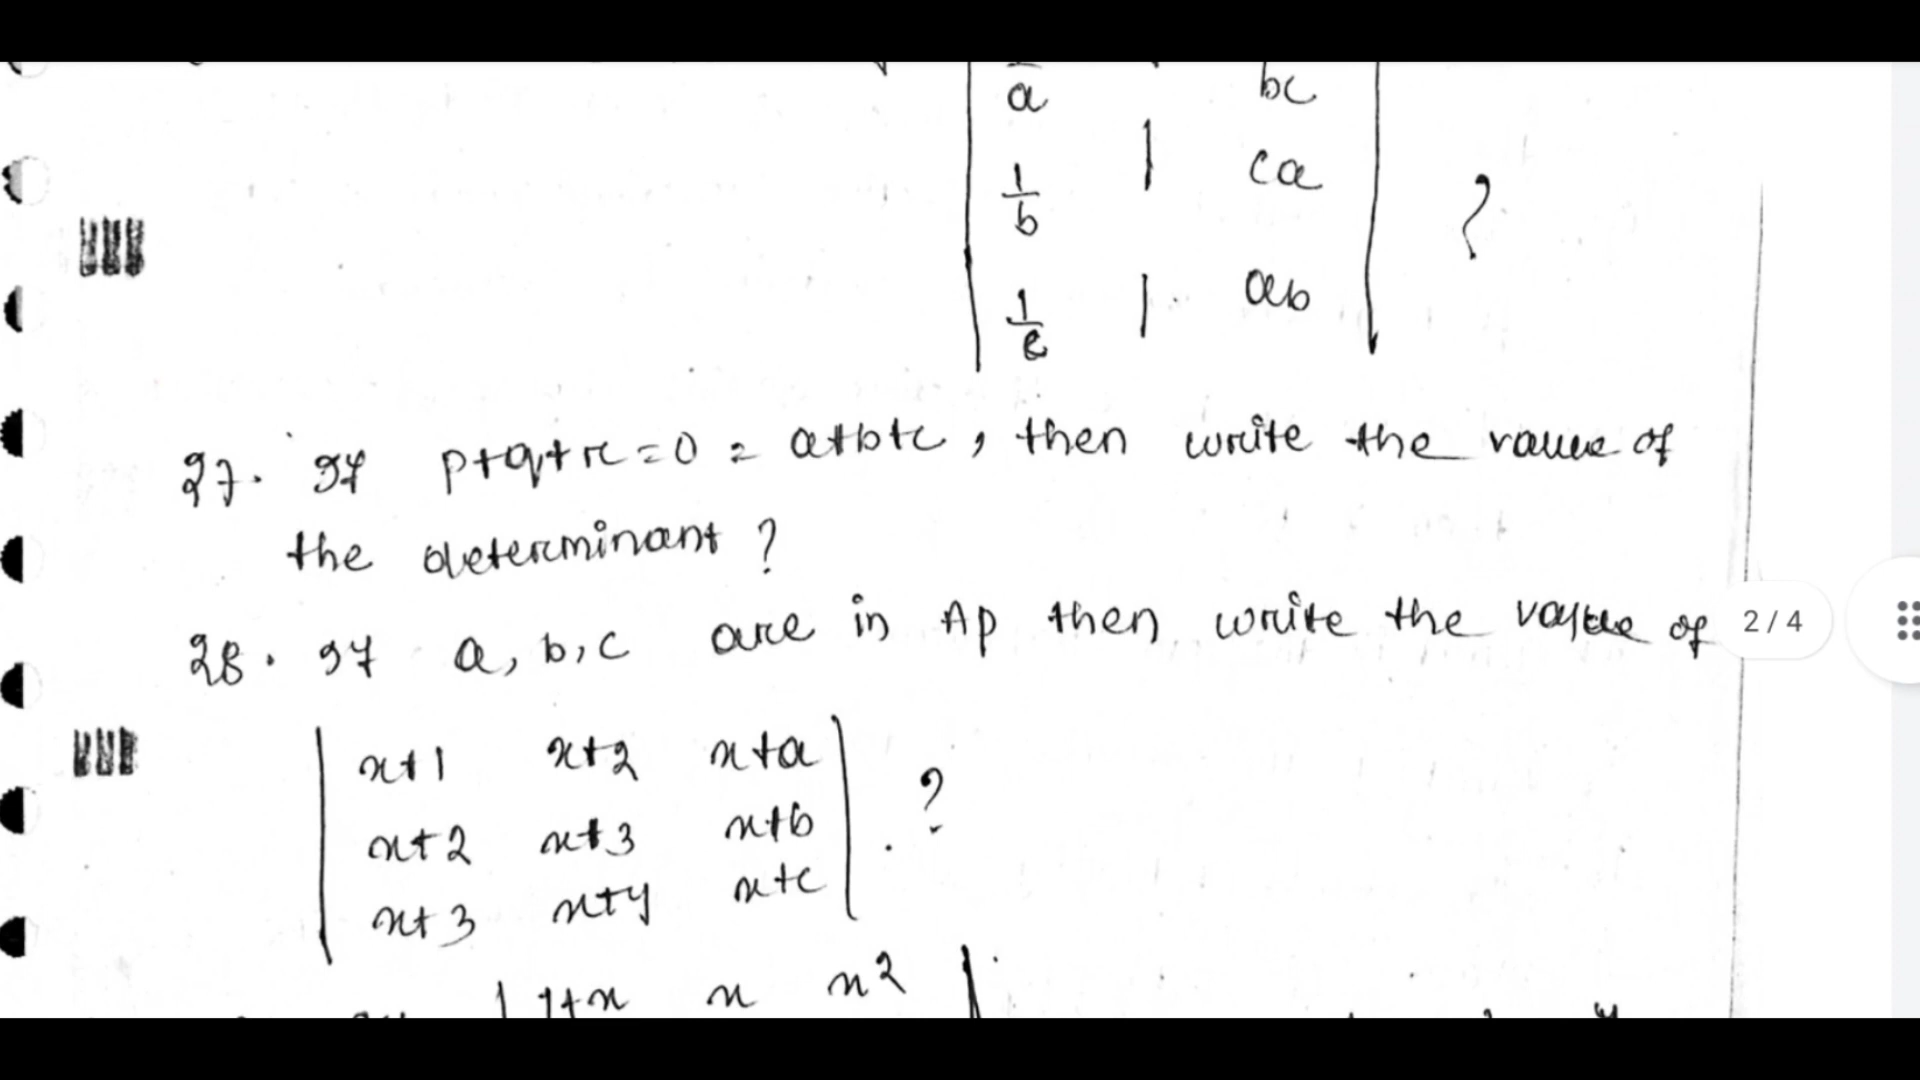 a bc
1/b 1 ca ?
1/c 1 ab
27. If p+q+r=0= a+b+c, then write the value of
the determinant ?
28. If a, b, c are in Ap then write the value of
2/4
x+1 x+2 x+a
x+2 x+3 x+b . ?
x+3 x+4 x+c
1+x x x²